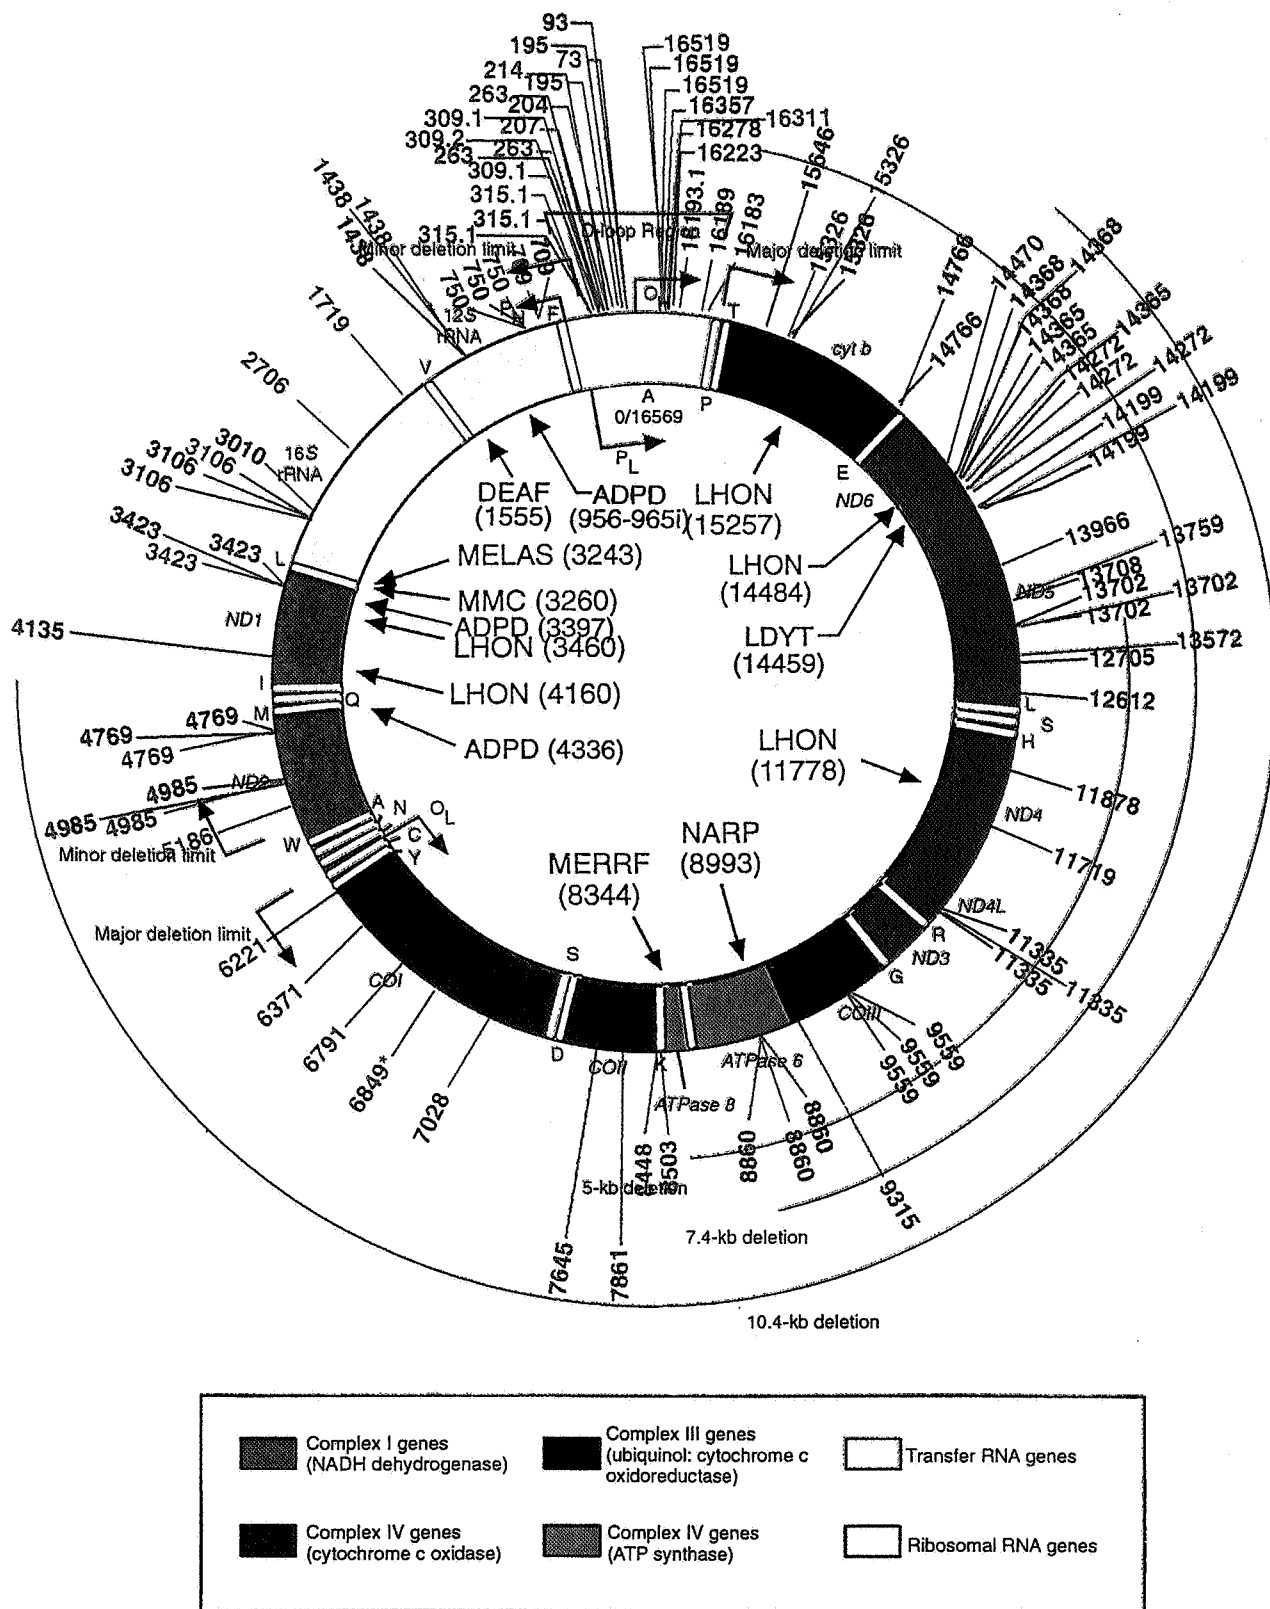 93
195
73
214
195
263
204
309.1
207
309.2
263
263
309.1
315.1
315.1
315.1
16519
16519
16519
16357
16311
16278
16223
16189
16183
15646
15326
15326
D-loop Region
Minor deletion limit
Major deletion limit
1438
1438
1438
750
750
750
709
1719
2706
3010
3106
3106
3106
3423
3423
3423
4135
4769
4769
4769
4985
4985
4985
5186
Minor deletion limit
Major deletion limit
6221
6371
6791
6849*
7028
7645
7861
8860
8860
8860
9315
9559
9559
9559
11335
11335
11335
11719
11878
12612
12705
13572
13702
13702
13702
13708
13759
13966
14199
14199
14199
14272
14272
14272
14365
14365
14365
14368
14368
14368
14470
14766
14766
O
H
T
F
P
12S
rRNA
V
16S
rRNA
L
ND1
I
Q
M
ND2
W
A
N
C
Y
O
L
COI
S
D
COII
K
ATPase 8
ATPase 6
COIII
G
ND3
R
ND4L
ND4
H
S
L
ND5
ND6
E
cyt b
P
A
0/16569
P
L
DEAF
(1555)
ADPD
(956-965i)
LHON
(15257)
MELAS (3243)
MMC (3260)
ADPD (3397)
LHON (3460)
LHON (4160)
ADPD (4336)
LHON
(14484)
LDYT
(14459)
LHON
(11778)
NARP
(8993)
MERRF
(8344)
5-kb deletion
7.4-kb deletion
10.4-kb deletion
Complex I genes
(NADH dehydrogenase)
Complex III genes
(ubiquinol: cytochrome c
oxidoreductase)
Transfer RNA genes
Complex IV genes
(cytochrome c oxidase)
Complex IV genes
(ATP synthase)
Ribosomal RNA genes